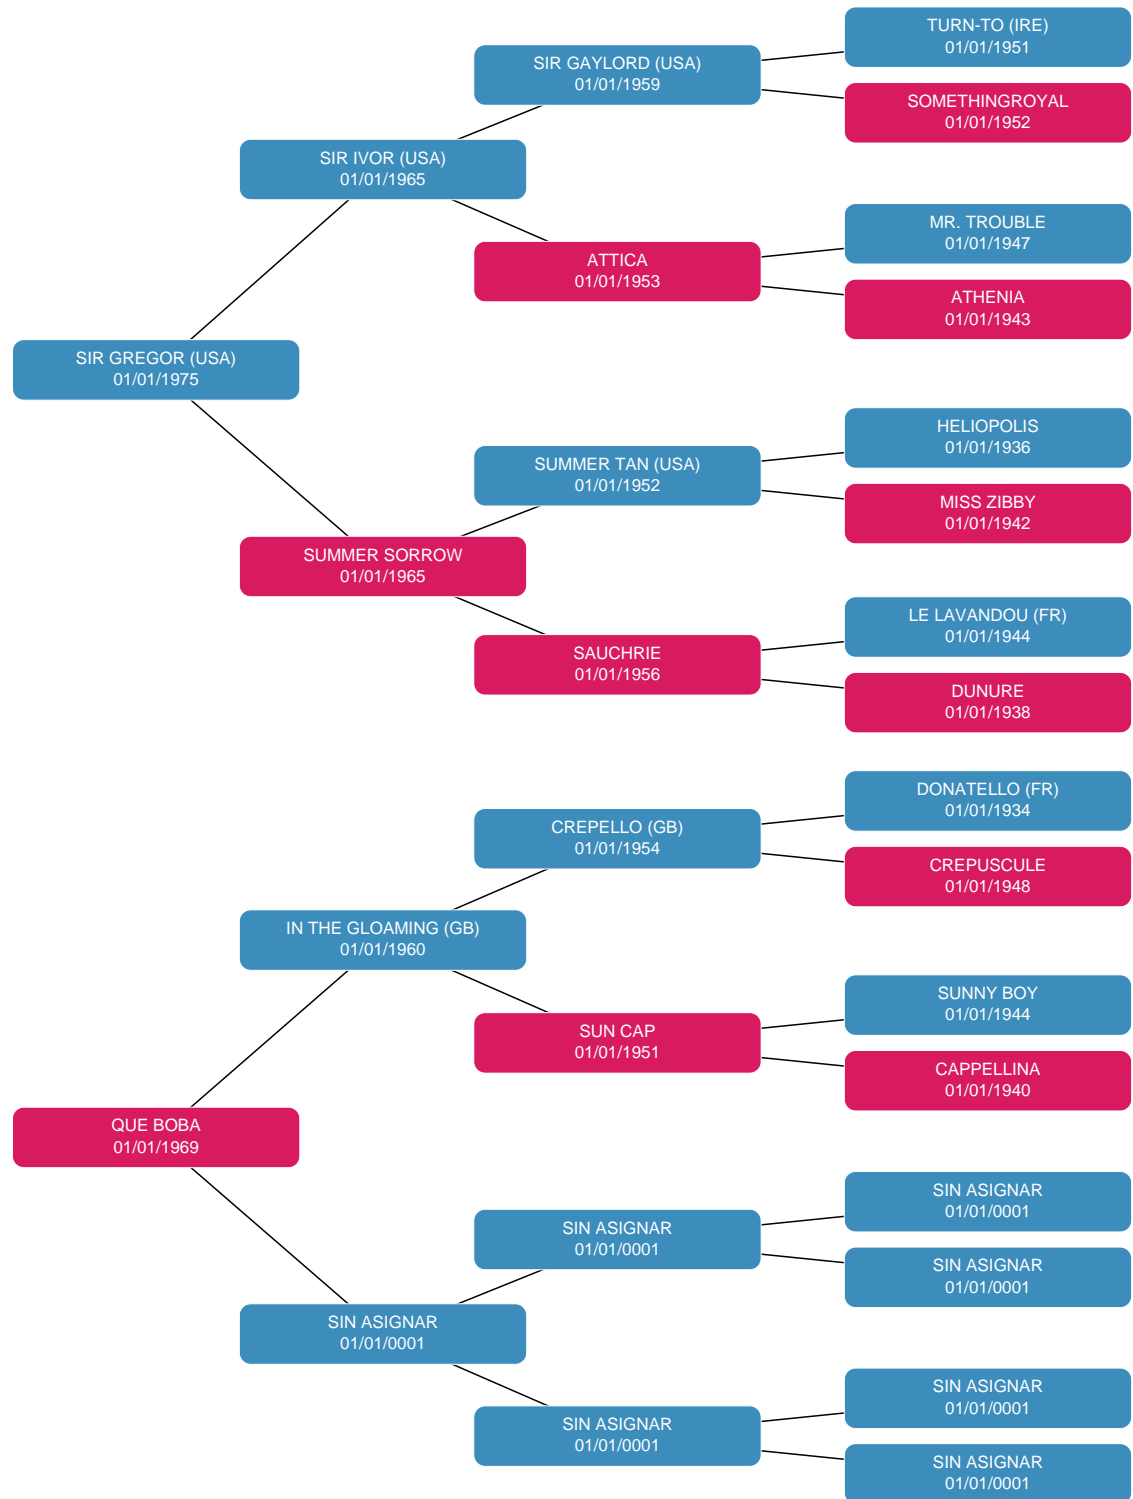 TURN-TO (IRE)
01/01/1951
SIR GAYLORD (USA)
01/01/1959
SOMETHINGROYAL
01/01/1952
SIR IVOR (USA)
01/01/1965
MR. TROUBLE
01/01/1947
ATTICA
01/01/1953
ATHENIA
01/01/1943
SIR GREGOR (USA)
01/01/1975
HELIOPOLIS
01/01/1936
SUMMER TAN (USA)
01/01/1952
MISS ZIBBY
01/01/1942
SUMMER SORROW
01/01/1965
LE LAVANDOU (FR)
01/01/1944
SAUCHRIE
01/01/1956
DUNURE
01/01/1938
DONATELLO (FR)
01/01/1934
CREPELLO (GB)
01/01/1954
CREPUSCULE
01/01/1948
IN THE GLOAMING (GB)
01/01/1960
SUNNY BOY
01/01/1944
SUN CAP
01/01/1951
CAPPELLINA
01/01/1940
QUE BOBA
01/01/1969
SIN ASIGNAR
01/01/0001
SIN ASIGNAR
01/01/0001
SIN ASIGNAR
01/01/0001
SIN ASIGNAR
01/01/0001
SIN ASIGNAR
01/01/0001
SIN ASIGNAR
01/01/0001
SIN ASIGNAR
01/01/0001